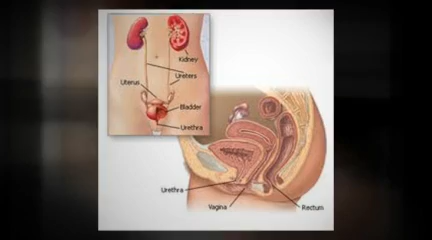 Kidney
Ureters
Uterus
Bladder
Urethra
Urethra
Vagina
Rectum